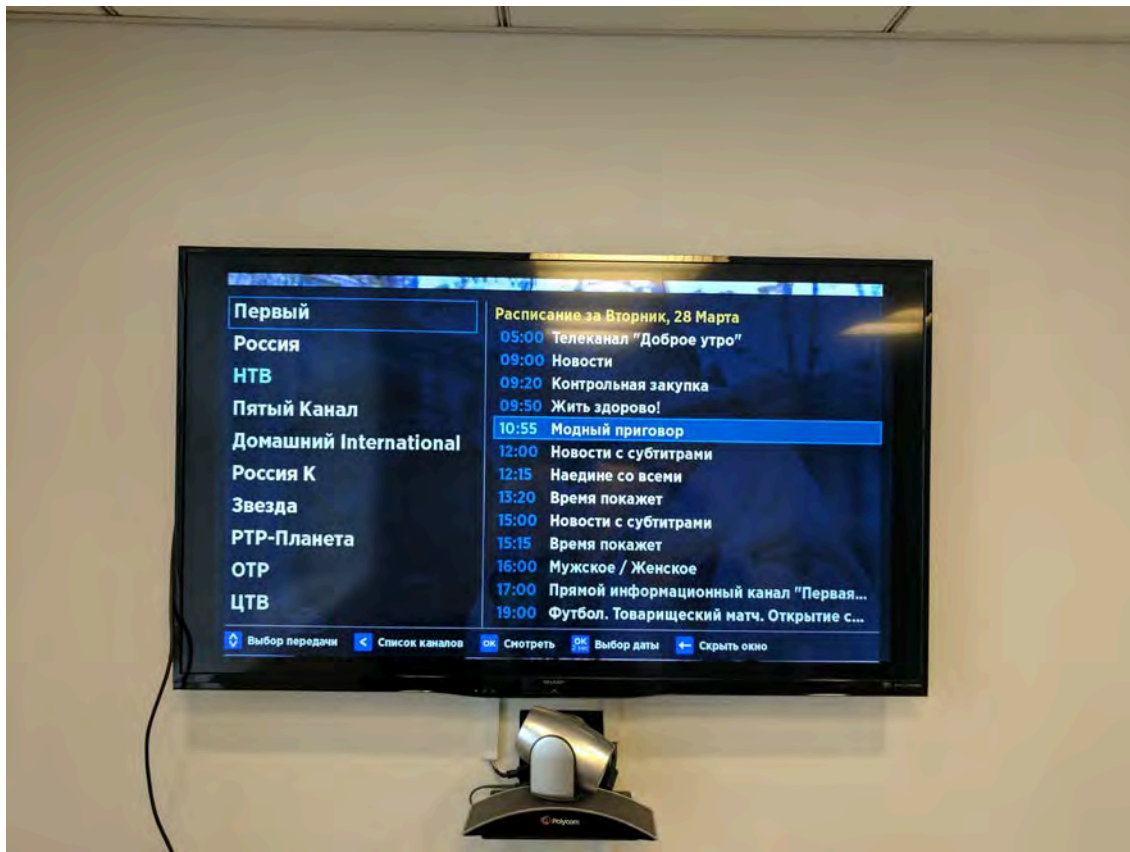 Первый
Россия
НТВ
Пятый Канал
Домашний International
Россия К
Звезда
РТР-Планета
ОТР
ЦТВ
Расписание за Вторник, 28 Марта
05:00 Телеканал "Доброе утро"
09:00 Новости
09:20 Контрольная закупка
09:50 Жить здорово!
10:55 Модный приговор
12:00 Новости с субтитрами
12:15 Наедине со всеми
13:20 Время покажет
15:00 Новости с субтитрами
15:15 Время покажет
16:00 Мужское / Женское
17:00 Прямой информационный канал "Первая...
19:00 Футбол. Товарищеский матч. Открытие с...
Выбор передачи < Список каналов OK Смотреть OK Выбор даты ← Скрыть окно
SHARP
Polycom